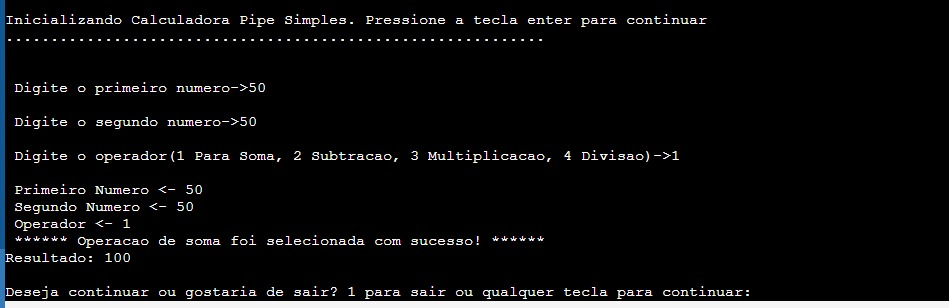 Inicializando Calculadora Pipe Simples. Pressione a tecla enter para continuar
............................................................
Digite o primeiro numero->50
Digite o segundo numero->50
Digite o operador(1 Para Soma, 2 Subtracao, 3 Multiplicacao, 4 Divisao)->1
Primeiro Numero <- 50
Segundo Numero <- 50
Operador <- 1
****** Operacao de soma foi selecionada com sucesso! ******
Resultado: 100
Deseja continuar ou gostaria de sair? 1 para sair ou qualquer tecla para continuar: